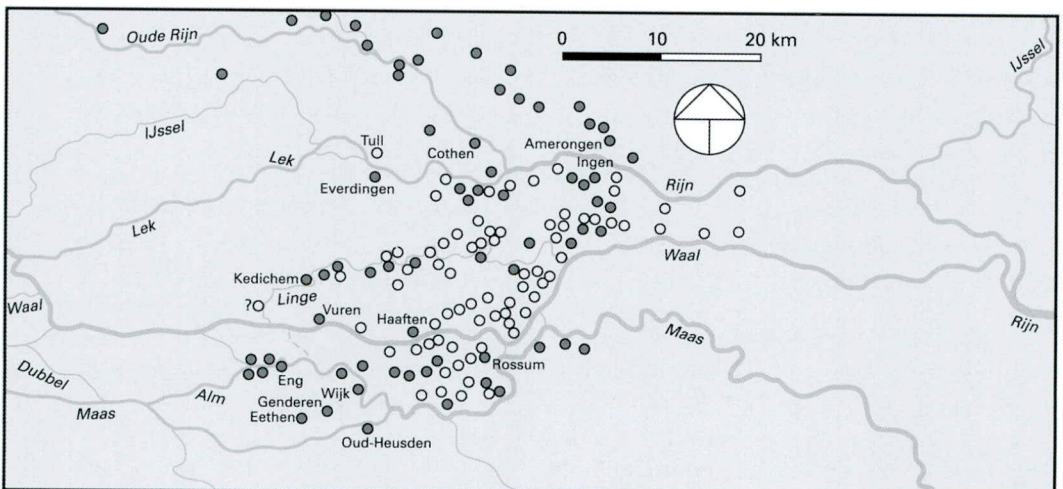 Oude Rijn
0 10 20 km
IJssel
IJssel
Tull
Cothen
Amerongen
Lek
Ingen
Everdingen
Rijn
Lek
Waal
Kedichem
Linge
?
Waal
Vuren
Haaften
Rijn
Maas
Rossum
Dubbel
Eng
Alm
Wijk
Genderen
Maas
Eethen
Oud-Heusden